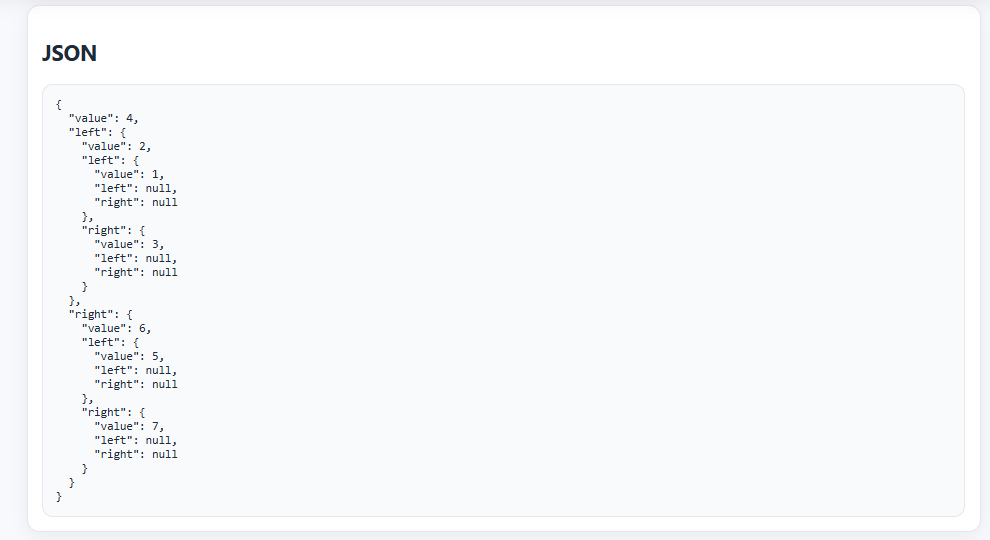 JSON
{
  "value": 4,
  "left": {
    "value": 2,
    "left": {
      "value": 1,
      "left": null,
      "right": null
    },
    "right": {
      "value": 3,
      "left": null,
      "right": null
    }
  },
  "right": {
    "value": 6,
    "left": {
      "value": 5,
      "left": null,
      "right": null
    },
    "right": {
      "value": 7,
      "left": null,
      "right": null
    }
  }
}